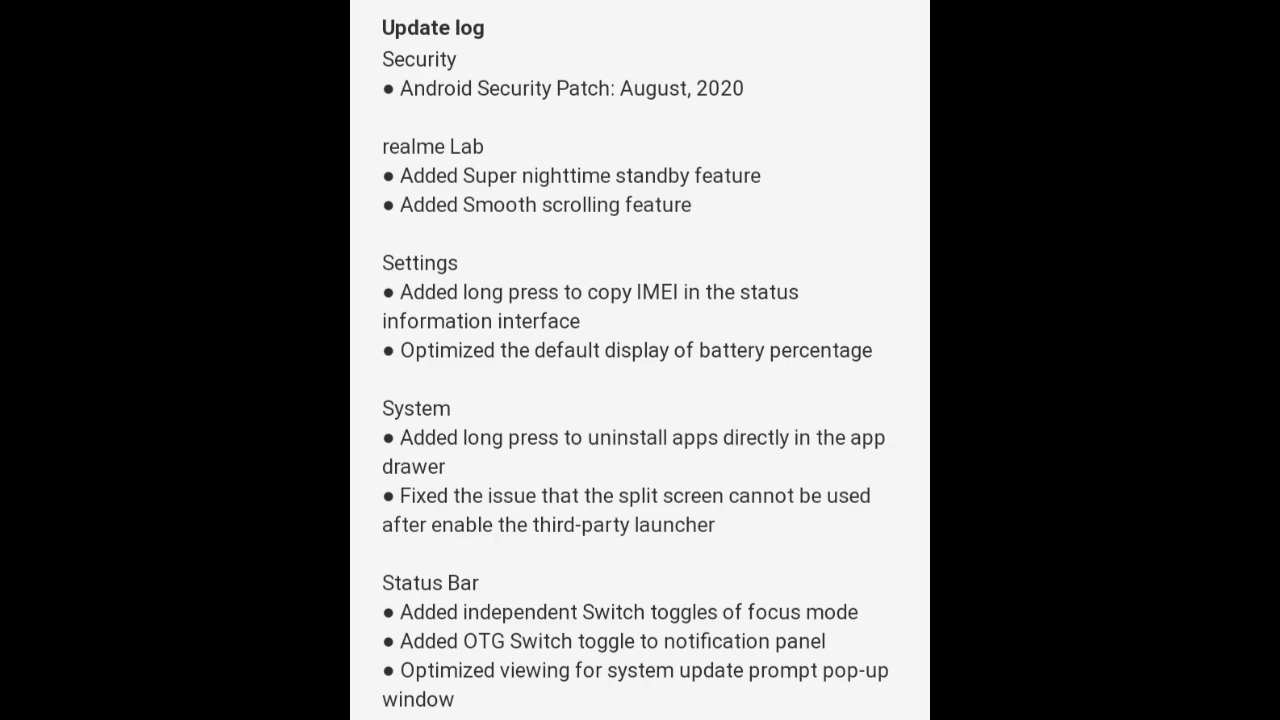 Update log
Security
● Android Security Patch: August, 2020
realme Lab
● Added Super nighttime standby feature
● Added Smooth scrolling feature
Settings
● Added long press to copy IMEI in the status
information interface
● Optimized the default display of battery percentage
System
● Added long press to uninstall apps directly in the app
drawer
● Fixed the issue that the split screen cannot be used
after enable the third-party launcher
Status Bar
● Added independent Switch toggles of focus mode
● Added OTG Switch toggle to notification panel
● Optimized viewing for system update prompt pop-up
window